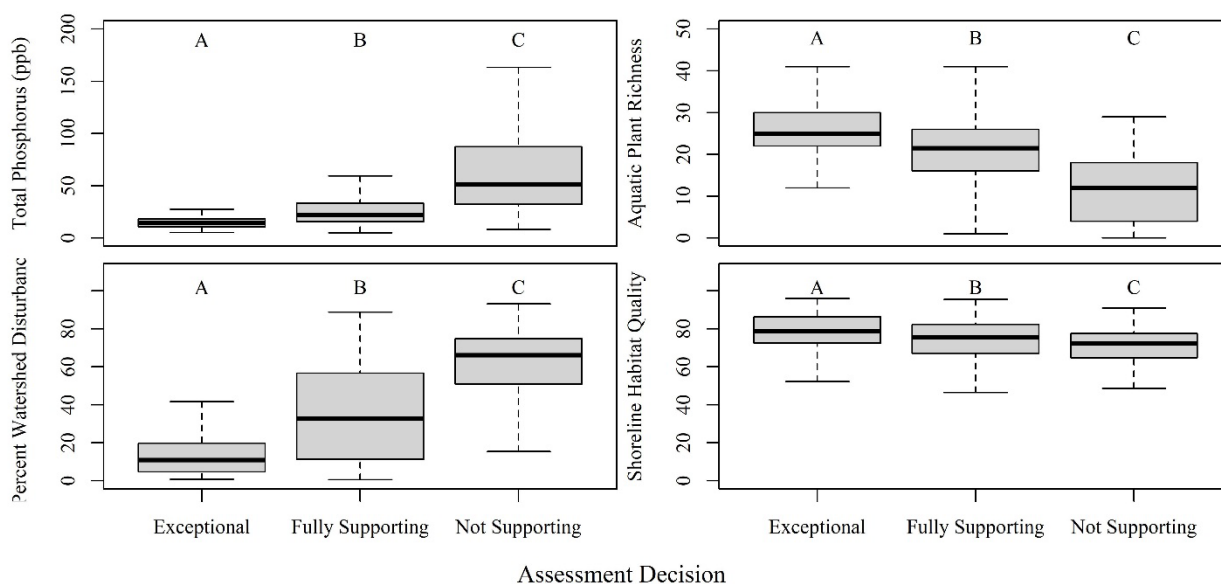 Total Phosphorus (ppb)
200
150
100
50
0
A
B
C
Aquatic Plant Richness
50
40
30
20
10
0
A
B
C
Percent Watershed Disturbanc
80
60
40
20
0
A
B
C
Exceptional
Fully Supporting
Not Supporting
Shoreline Habitat Quality
80
60
40
20
0
A
B
C
Exceptional
Fully Supporting
Not Supporting
Assessment Decision